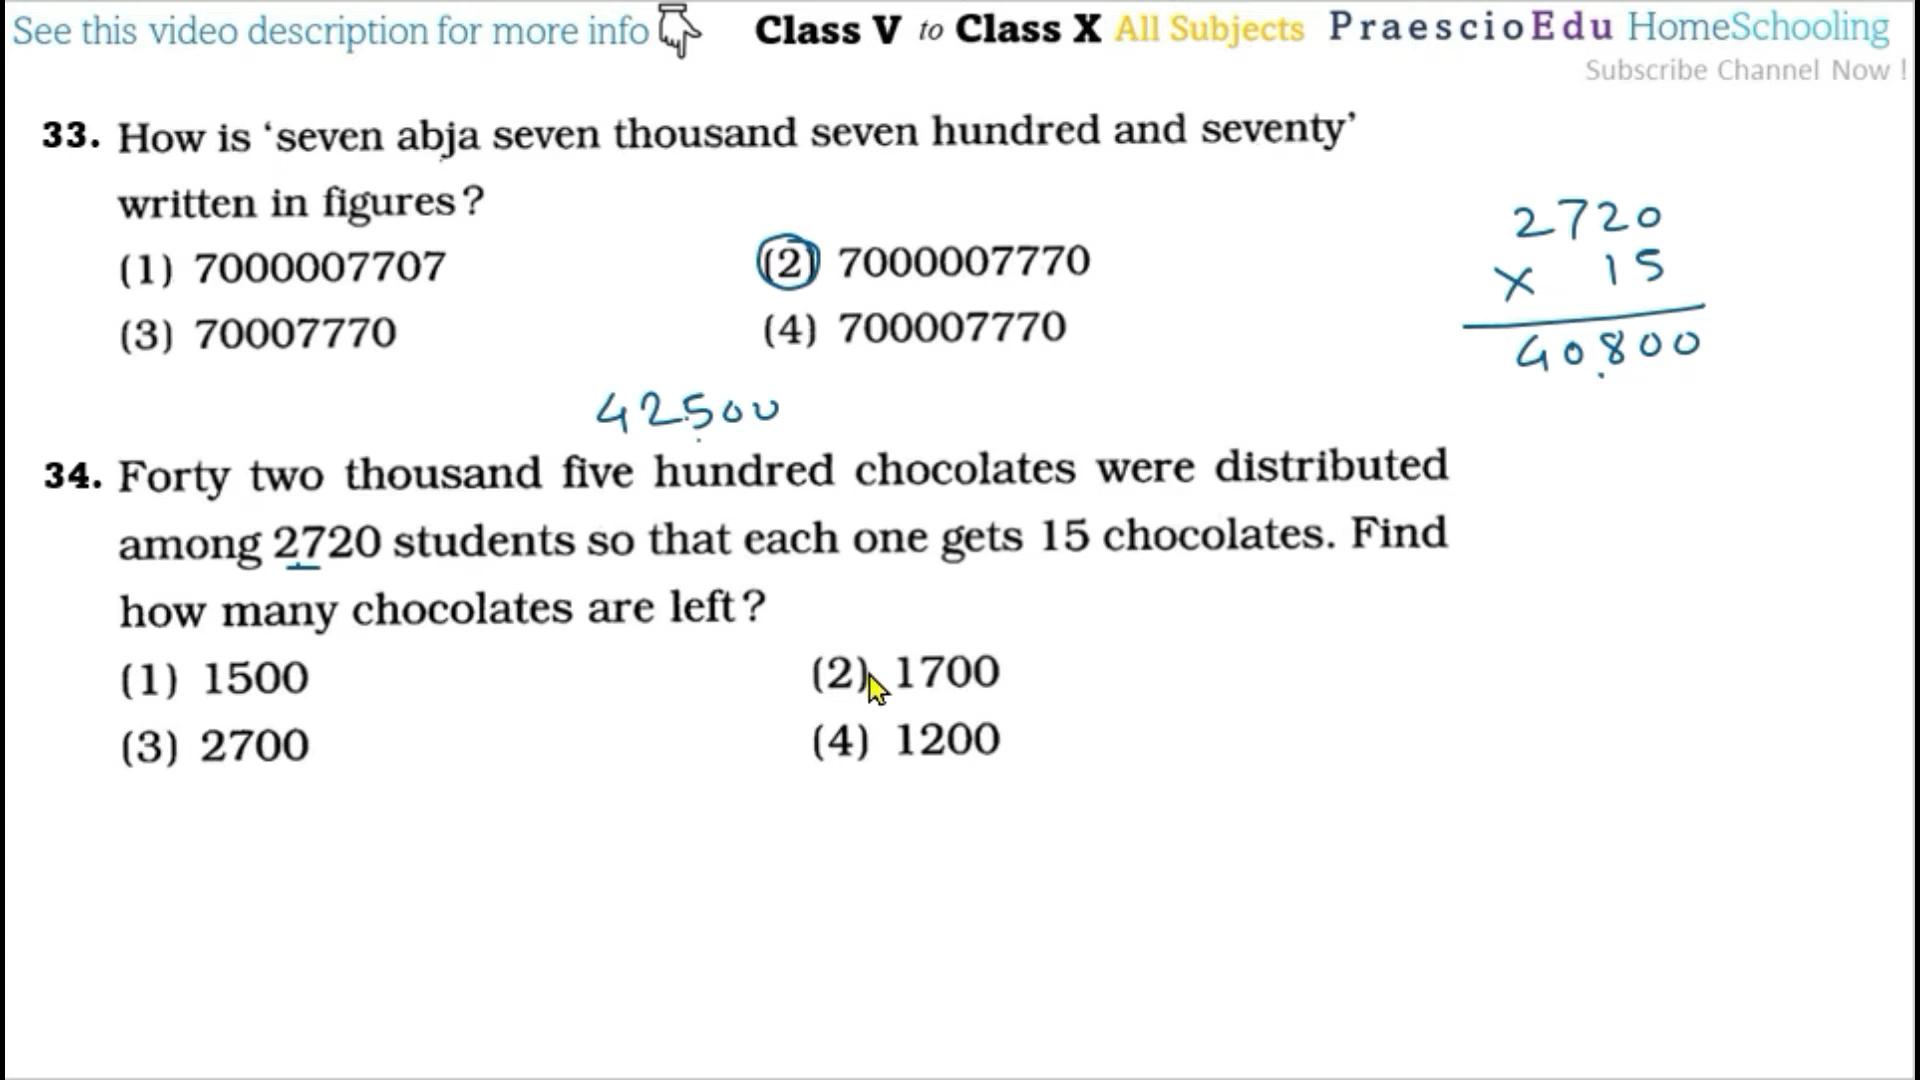 See this video description for more info Class V to Class X All Subjects PraescioEdu HomeSchooling
Subscribe Channel Now !
33. How is ‘seven abja seven thousand seven hundred and seventy’
written in figures?
(1) 7000007707 (2) 7000007770
(3) 70007770 (4) 700007770
2720
× 15
40800
42500
34. Forty two thousand five hundred chocolates were distributed
among 2720 students so that each one gets 15 chocolates. Find
how many chocolates are left?
(1) 1500 (2) 1700
(3) 2700 (4) 1200